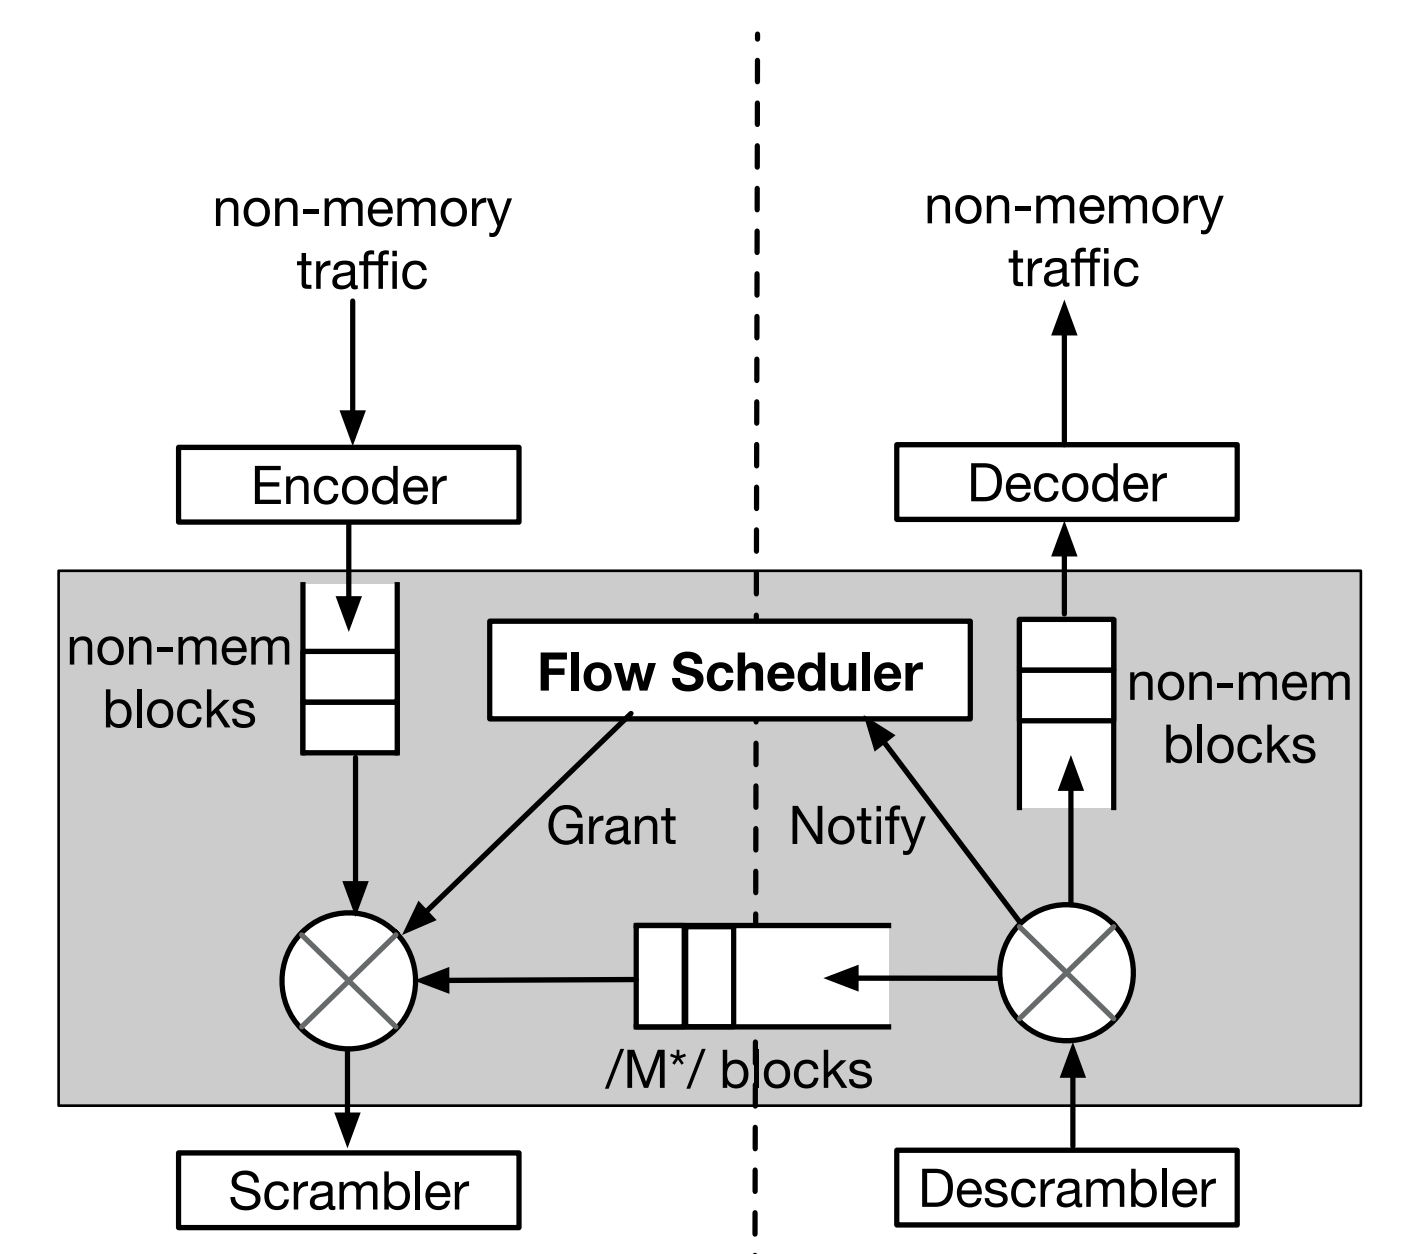 non-memory
traffic
non-memory
traffic
Encoder
Decoder
non-mem
blocks
Flow Scheduler
non-mem
blocks
Grant
Notify
/M*/ blocks
Scrambler
Descrambler